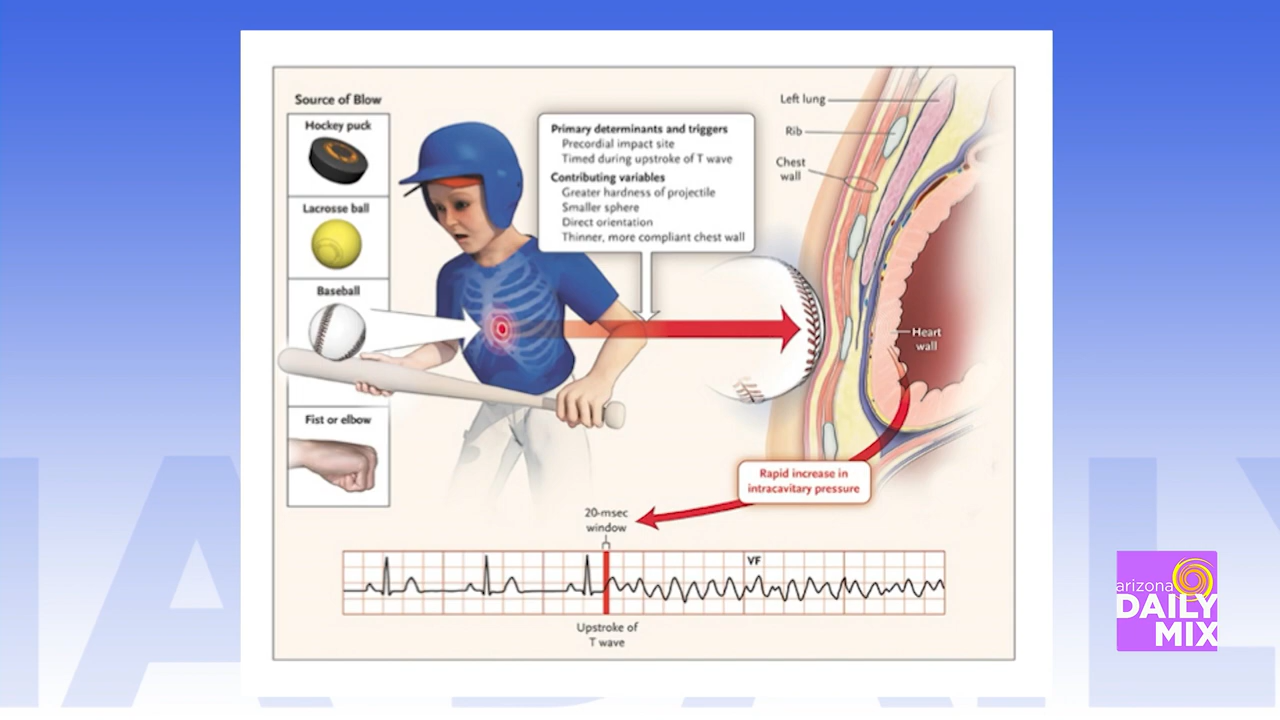 Source of Blow
Hockey puck
Lacrosse ball
Baseball
Fist or elbow
Primary determinants and triggers
Precordial impact site
Timed during upstroke of T wave
Contributing variables
Greater hardness of projectile
Smaller sphere
Direct orientation
Thinner, more compliant chest wall
Left lung
Rib
Chest
wall
Heart
wall
Rapid increase in
intracavitary pressure
20-msec
window
VF
Upstroke of
T wave
arizona
DAILY
MIX